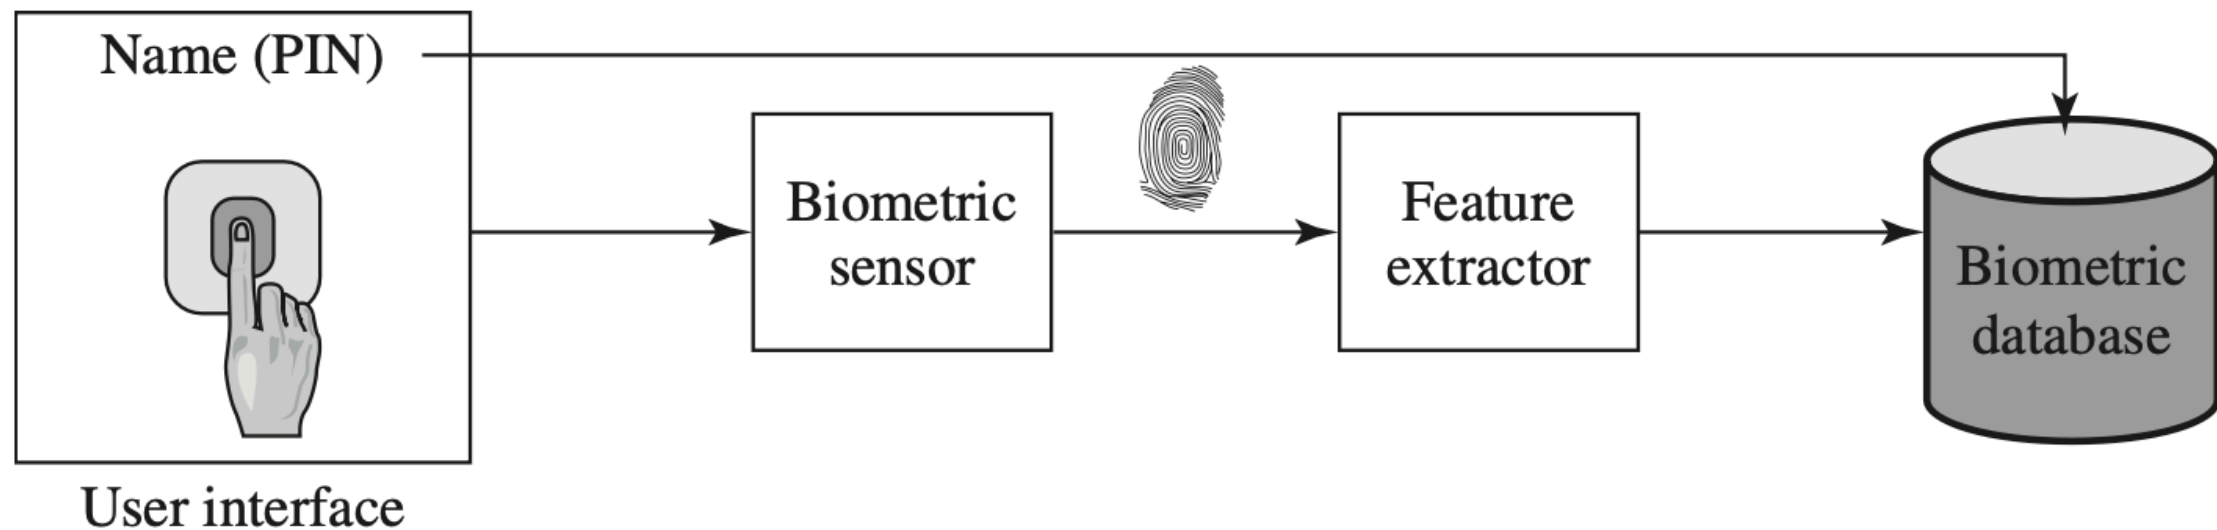 Name (PIN)
Biometric
sensor
Feature
extractor
Biometric
database
User interface